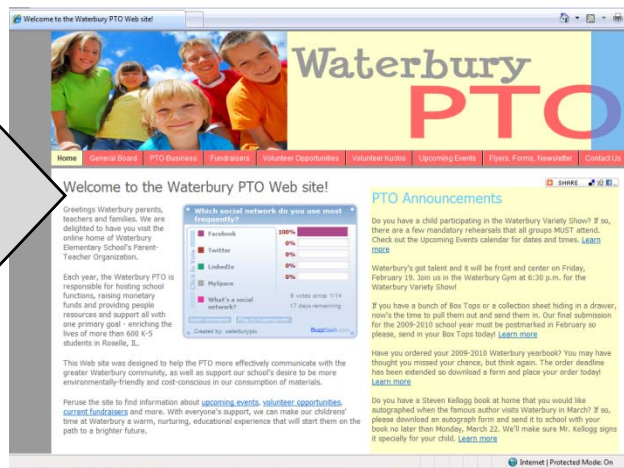 Welcome to the Waterbury PTO Web site!
Waterbury
PTO
Home
General Board
PTO Business
Fundraisers
Volunteer Opportunities
Volunteer Kudos
Upcoming Events
Flyers, Forms, Newsletter
Contact Us
SHARE
Welcome to the Waterbury PTO Web site!
Greetings Waterbury parents,
teachers and families. We are
delighted to have you visit the
online home of Waterbury
Elementary School's Parent-
Teacher Organization.
Each year, the Waterbury PTO is
responsible for hosting school
functions, raising monetary
funds and providing people
resources and support all with
one primary goal - enriching the
lives of more than 600 K-5
students in Roselle, IL.
Which social network do you use most
frequently?
Click to Vote
Facebook 100%
Twitter 0%
LinkedIn 0%
MySpace 0%
What's a social
network? 0%
9 votes since 1/14
17 days remaining
Created by: waterburypto
BuzzDash.com
This Web site was designed to help the PTO more effectively communicate with the
greater Waterbury community, as well as support our school's desire to be more
environmentally-friendly and cost-conscious in our consumption of materials.
Peruse the site to find information about upcoming events, volunteer opportunities,
current fundraisers and more. With everyone's support, we can make our childrens'
time at Waterbury a warm, nurturing, educational experience that will start them on the
path to a brighter future.
PTO Announcements
Do you have a child participating in the Waterbury Variety Show? If so,
there are a few mandatory rehearsals that all groups MUST attend.
Check out the Upcoming Events calendar for dates and times. Learn
more
Waterbury's got talent and it will be front and center on Friday,
February 19. Join us in the Waterbury Gym at 6:30 p.m. for the
Waterbury Variety Show!
If you have a bunch of Box Tops or a collection sheet hiding in a drawer,
now's the time to pull them out and send them in. Our final submission
for the 2009-2010 school year must be postmarked in February so
please, send in your Box Tops today! Learn more
Have you ordered your 2009-2010 Waterbury yearbook? You may have
thought you missed your chance, but think again. The order deadline
has been extended so download a form and place your order today!
Learn more
Do you have a Steven Kellogg book at home that you would like
autographed when the famous author visits Waterbury in March? If so,
please download an autograph form and send it to school with your
book no later than Monday, March 22. We'll make sure Mr. Kellogg signs
it specially for your child. Learn more
Internet | Protected Mode: On